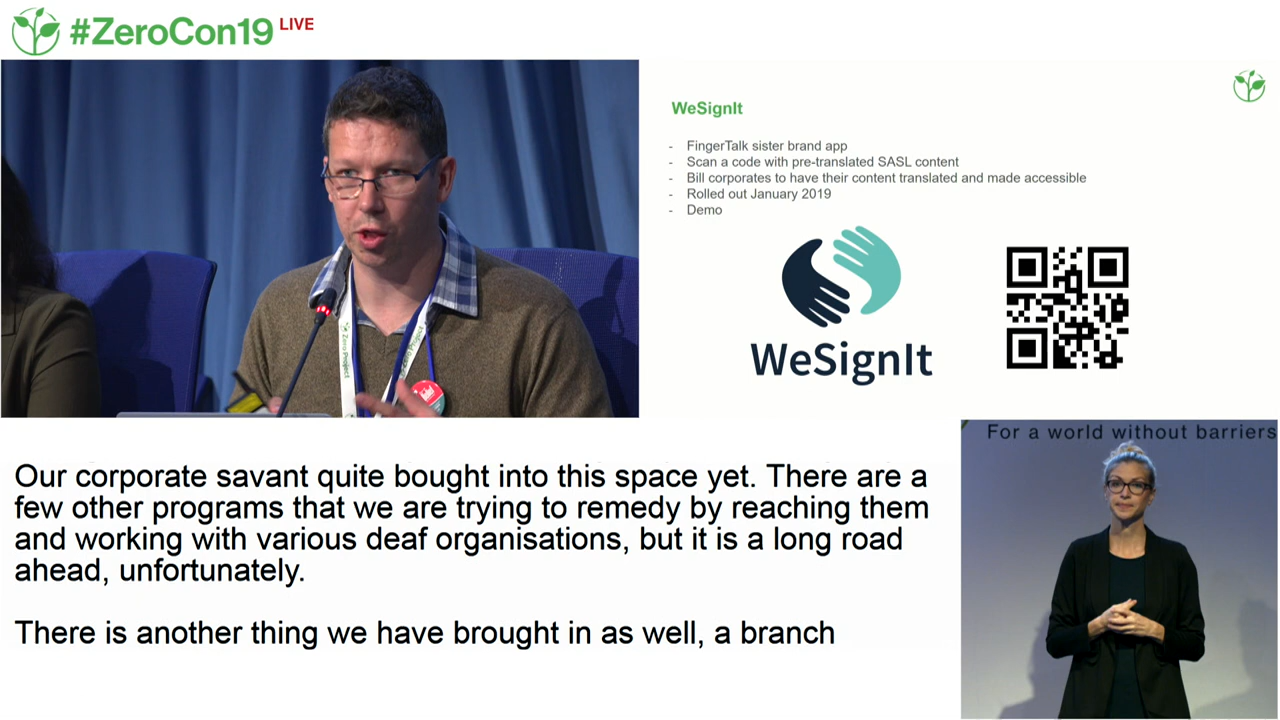 #ZeroCon19 LIVE
WeSignIt
- FingerTalk sister brand app
- Scan a code with pre-translated SASL content
- Bill corporates to have their content translated and made accessible
- Rolled out January 2019
- Demo
WeSignIt
Zero Project
Zero Project
For a world without barriers
Our corporate savant quite bought into this space yet. There are a
few other programs that we are trying to remedy by reaching them
and working with various deaf organisations, but it is a long road
ahead, unfortunately.
There is another thing we have brought in as well, a branch